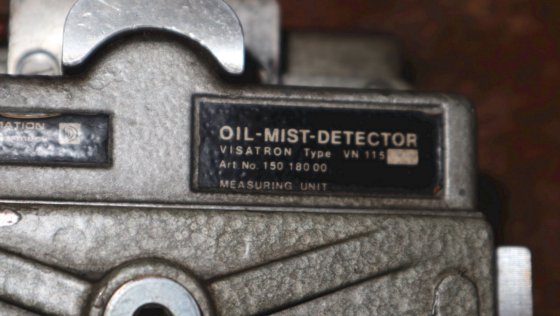 OIL-MIST-DETECTOR
VISATRON Type VN 115
Art No. 150 180 00
MEASURING UNIT